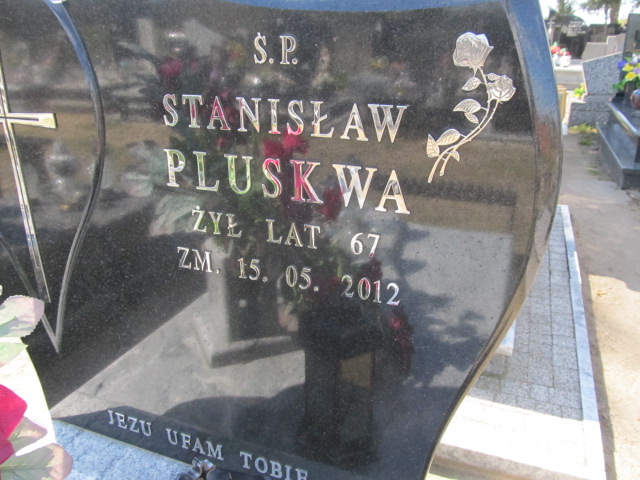 Ś.P.
STANISŁAW
PLUSKWA
ŻYŁ LAT 67
ZM. 15. 05. 2012
JEZU UFAM TOBIE